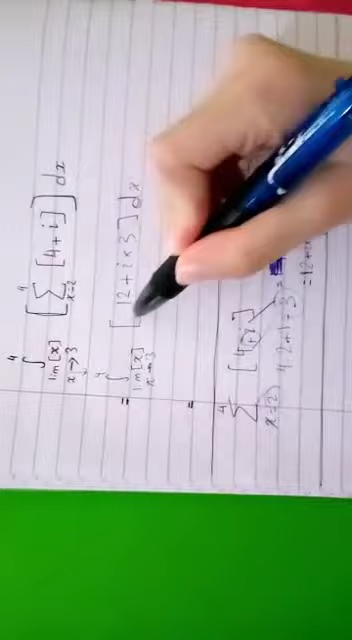 ∫_{lim[x] x→3}^{4} [∑_{x=2}^{4} [4+i]] dx
= ∫_{lim[x] x→3}^{4} [12+i×3] dx
=
∑_{x=2}^{4} [4+i] =
4-2+1=3
=12+i